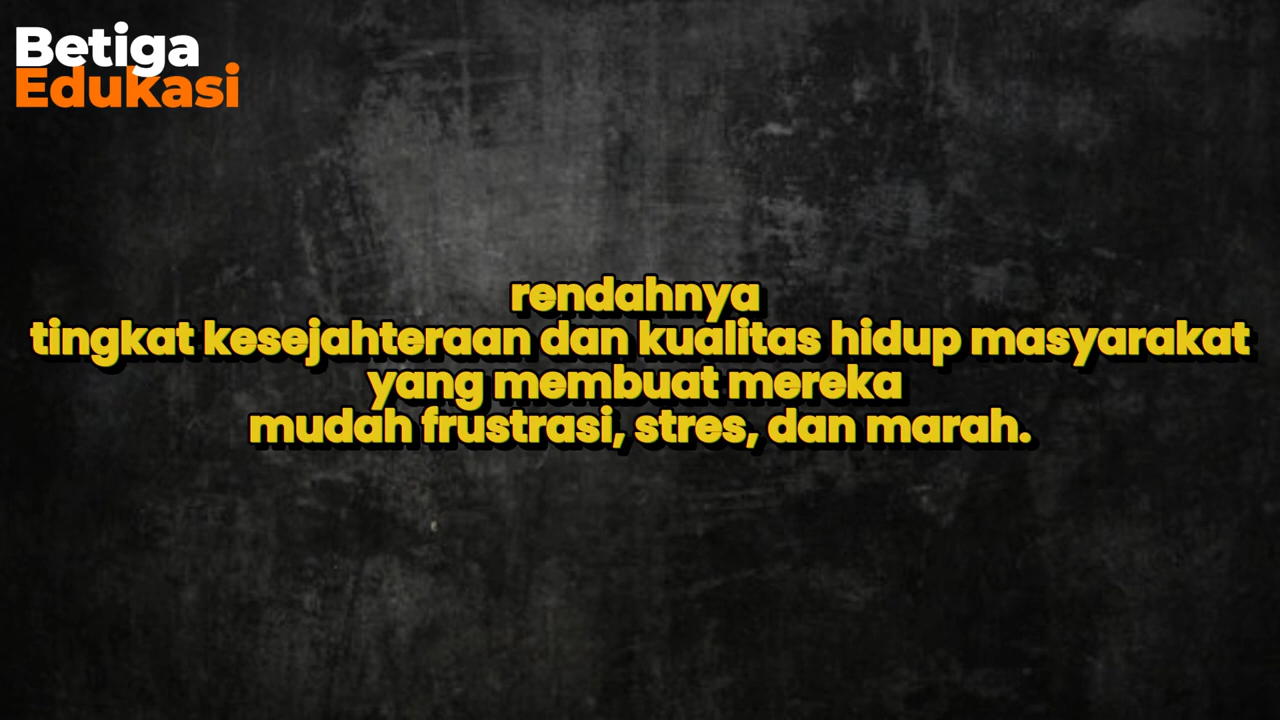 Betiga
Edukasi
rendahnya
tingkat kesejahteraan dan kualitas hidup masyarakat
yang membuat mereka
mudah frustrasi, stres, dan marah.